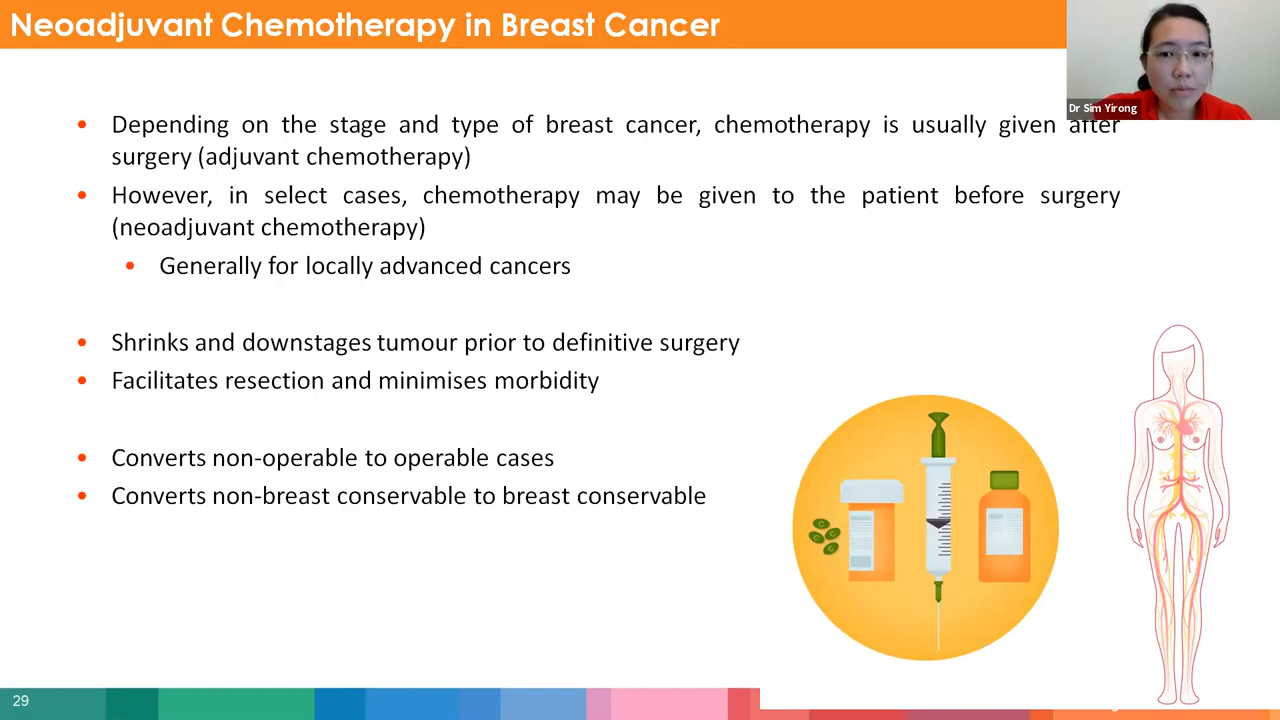 Neoadjuvant Chemotherapy in Breast Cancer
Dr Sim Yirong
Depending on the stage and type of breast cancer, chemotherapy is usually given after
surgery (adjuvant chemotherapy)
However, in select cases, chemotherapy may be given to the patient before surgery
(neoadjuvant chemotherapy)
Generally for locally advanced cancers
Shrinks and downstages tumour prior to definitive surgery
Facilitates resection and minimises morbidity
Converts non-operable to operable cases
Converts non-breast conservable to breast conservable
29